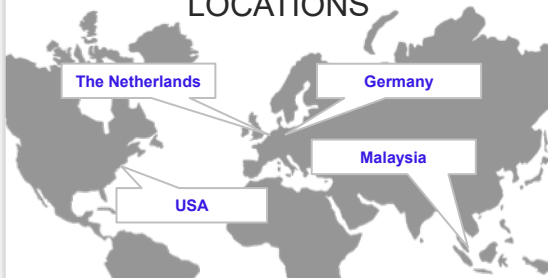 LOCATIONS
The Netherlands
Germany
Malaysia
USA